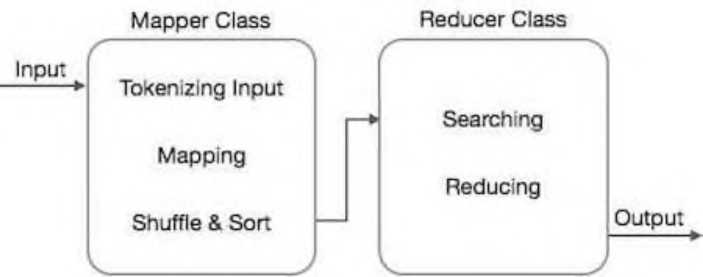 Mapper Class
Reducer Class
Input
Tokenizing Input
Mapping
Shuffle & Sort
Searching
Reducing
Output